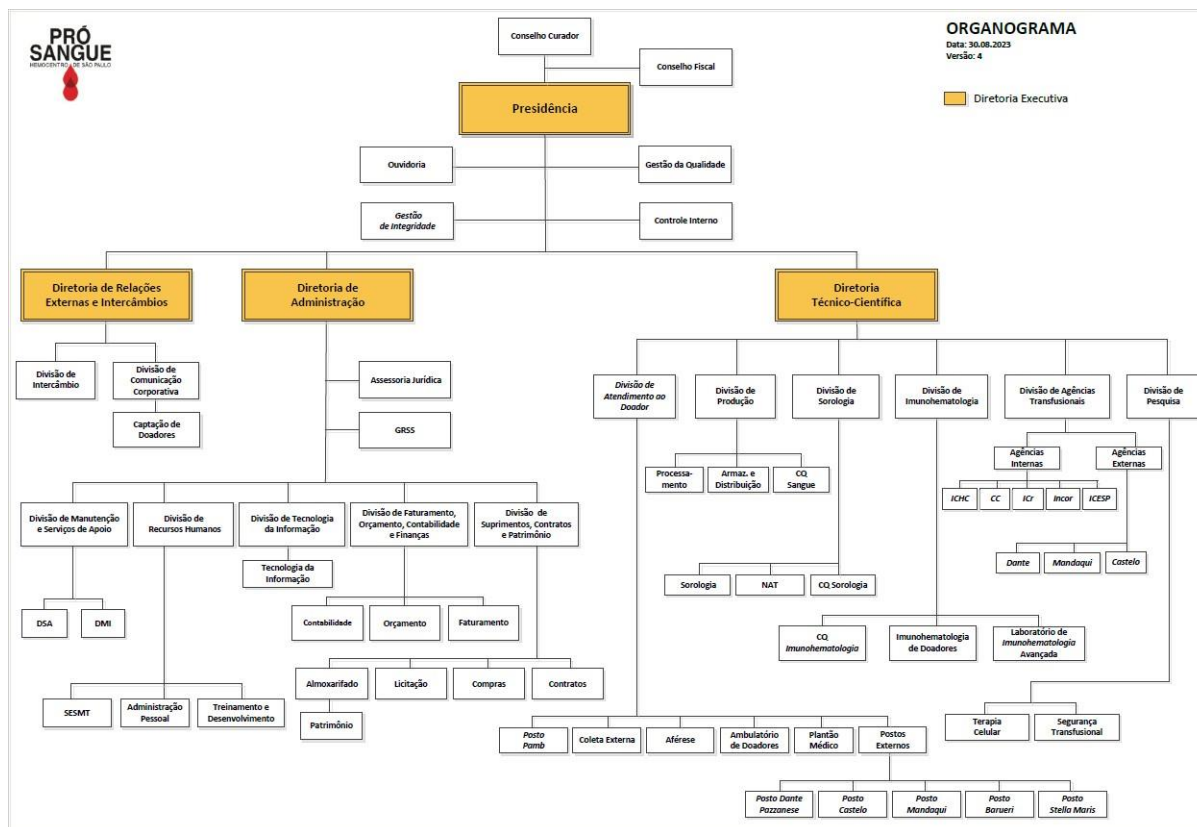 PRÓ
SANGUE
HEMOCENTRO DE SÃO PAULO
ORGANOGRAMA
Data: 30.08.2023
Versão: 4
Diretoria Executiva
Conselho Curador
Conselho Fiscal
Presidência
Ouvidoria
Gestão da Qualidade
Gestão
de Integridade
Controle Interno
Diretoria de Relações
Externas e Intercâmbios
Diretoria de
Administração
Diretoria
Técnico-Científica
Divisão de
Intercâmbio
Divisão de
Comunicação
Corporativa
Captação de
Doadores
Assessoria Jurídica
GRSS
Divisão de
Atendimento ao
Doador
Divisão de
Produção
Divisão de
Sorologia
Divisão de
Imunohematologia
Divisão de Agências
Transfusionais
Divisão de
Pesquisa
Agências
Internas
Agências
Externas
Processa-
mento
Armaz. e
Distribuição
CQ
Sangue
ICHC
CC
ICr
Incor
ICESP
Dante
Mandaqui
Castelo
Divisão de Manutenção
e Serviços de Apoio
Divisão de
Recursos Humanos
Divisão de Tecnologia
da Informação
Divisão de Faturamento,
Orçamento, Contabilidade
e Finanças
Divisão de
Suprimentos, Contratos
e Patrimônio
Tecnologia da
Informação
Sorologia
NAT
CQ Sorologia
DSA
DMI
Contabilidade
Orçamento
Faturamento
CQ
Imunohematologia
Imunohematologia
de Doadores
Laboratório de
Imunohematologia
Avançada
Almoxarifado
Licitação
Compras
Contratos
SESMT
Administração
Pessoal
Treinamento e
Desenvolvimento
Patrimônio
Terapia
Celular
Segurança
Transfusional
Posto
Pamb
Coleta Externa
Aférese
Ambulatório
de Doadores
Plantão
Médico
Postos
Externos
Posto Dante
Pazzanese
Posto
Castelo
Posto
Mandaqui
Posto
Barueri
Posto
Stella Maris